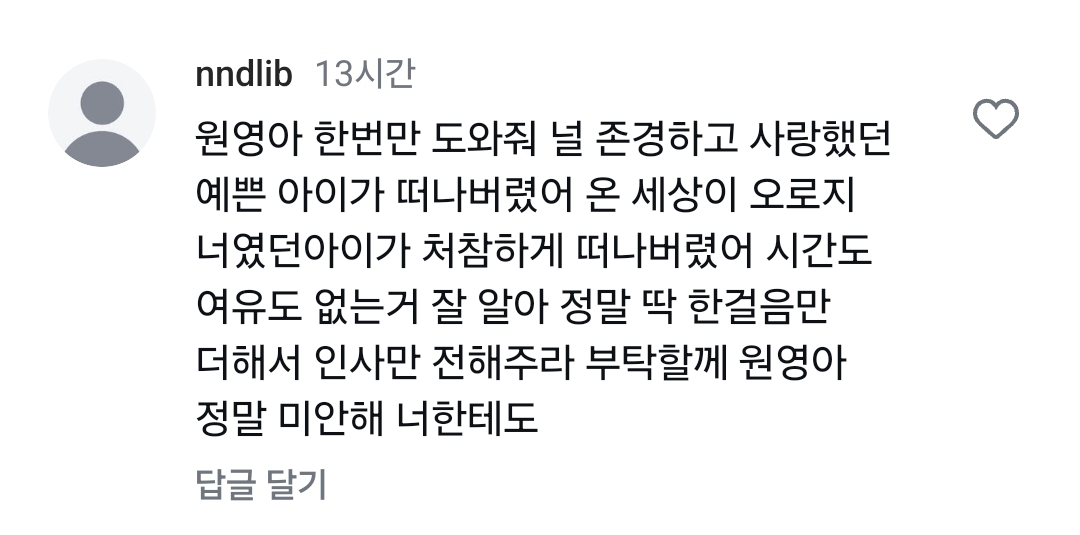 nndlib 13시간
원영아 한번만 도와줘 널 존경하고 사랑했던
예쁜 아이가 떠나버렸어 온 세상이 오로지
너였던아이가 처참하게 떠나버렸어 시간도
여유도 없는거 잘 알아 정말 딱 한걸음만
더해서 인사만 전해주라 부탁할께 원영아
정말 미안해 너한테도
답글 달기